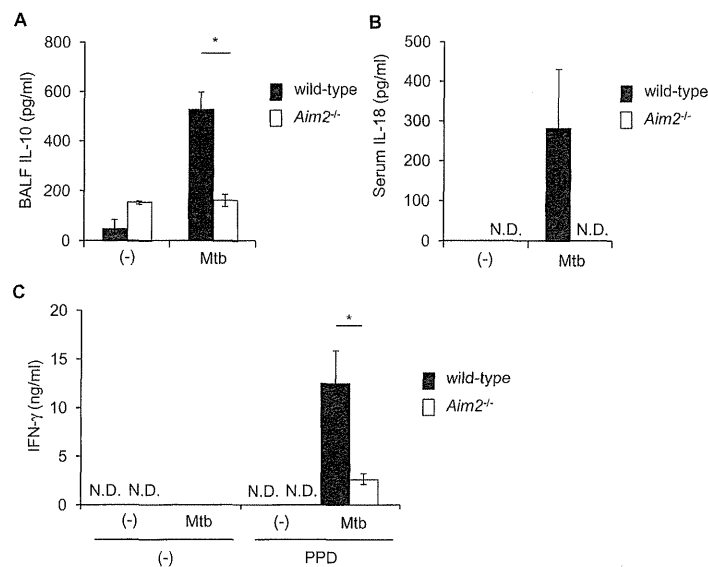 A
BALF IL-10 (pg/ml)
800
600
400
200
0
*
(-) Mtb
wild-type
Aim2-/-
B
Serum IL-18 (pg/ml)
500
400
300
200
100
0
N.D. N.D.
(-) Mtb
wild-type
Aim2-/-
C
IFN-γ (ng/ml)
20
15
10
5
0
*
N.D. N.D. N.D. N.D.
(-) Mtb (-) Mtb
(-) PPD
wild-type
Aim2-/-